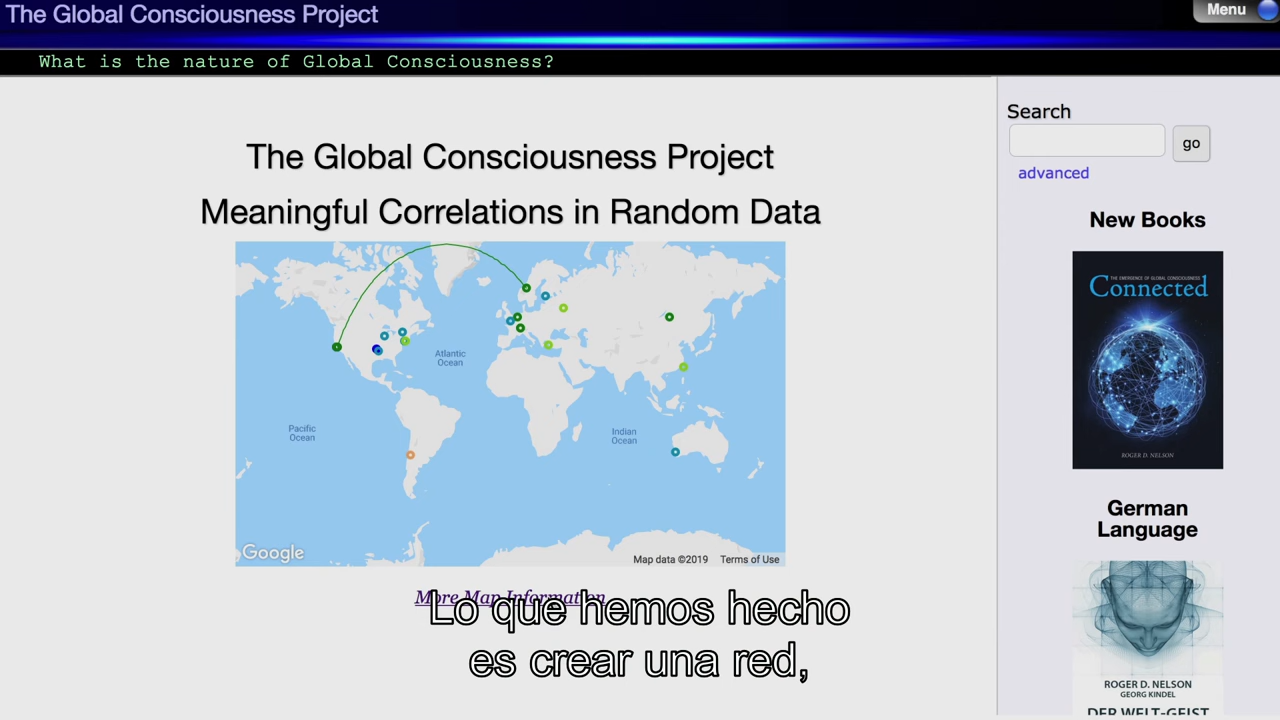 The Global Consciousness Project
Menu
What is the nature of Global Consciousness?
The Global Consciousness Project
Meaningful Correlations in Random Data
Atlantic
Ocean
Pacific
Ocean
Indian
Ocean
Google
Map data ©2019
Terms of Use
More Map Information
Lo que hemos hecho
es crear una red,
Search
go
advanced
New Books
THE EMERGENCE OF GLOBAL CONSCIOUSNESS
Connected
ROGER D. NELSON
German
Language
ROGER D. NELSON
GEORG KINDEL
DER WELT-GEIST